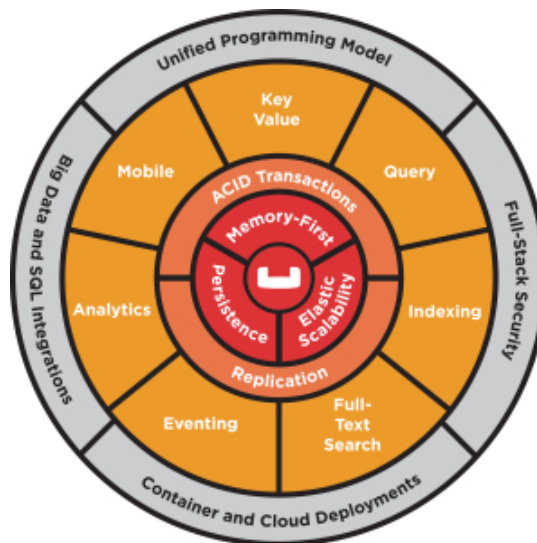 Unified Programming Model
Key
Value
Mobile
Query
ACID Transactions
Memory-First
Big Data and SQL Integrations
Full-Stack Security
Persistence
Elastic
Scalability
Analytics
Indexing
Replication
Eventing
Full-
Text
Search
Container and Cloud Deployments